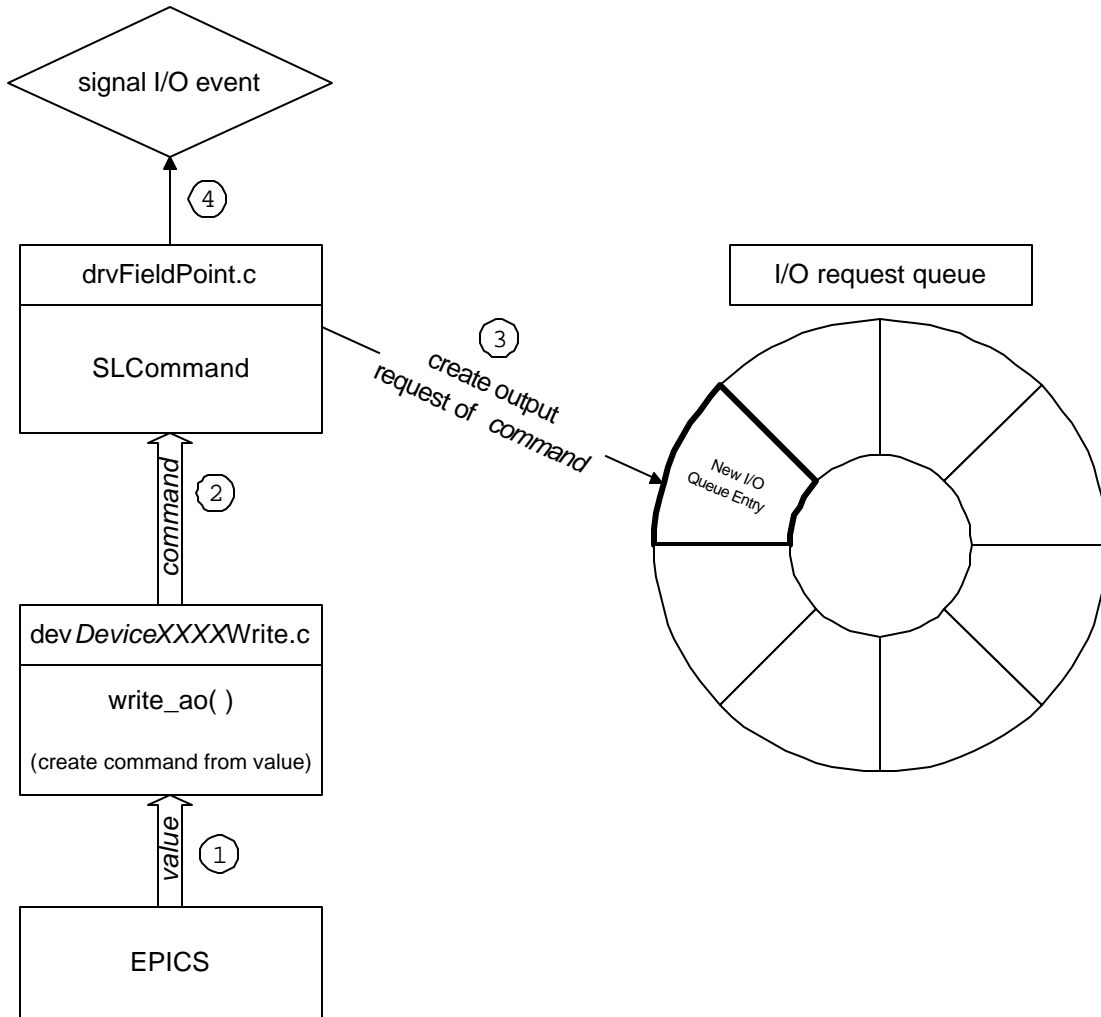 signal I/O event
4
drvFieldPoint.c
I/O request queue
SLCommand
3
create output
request of command
New I/O
Queue Entry
command
2
devDeviceXXXXWrite.c
write_ao( )
(create command from value)
value
1
EPICS